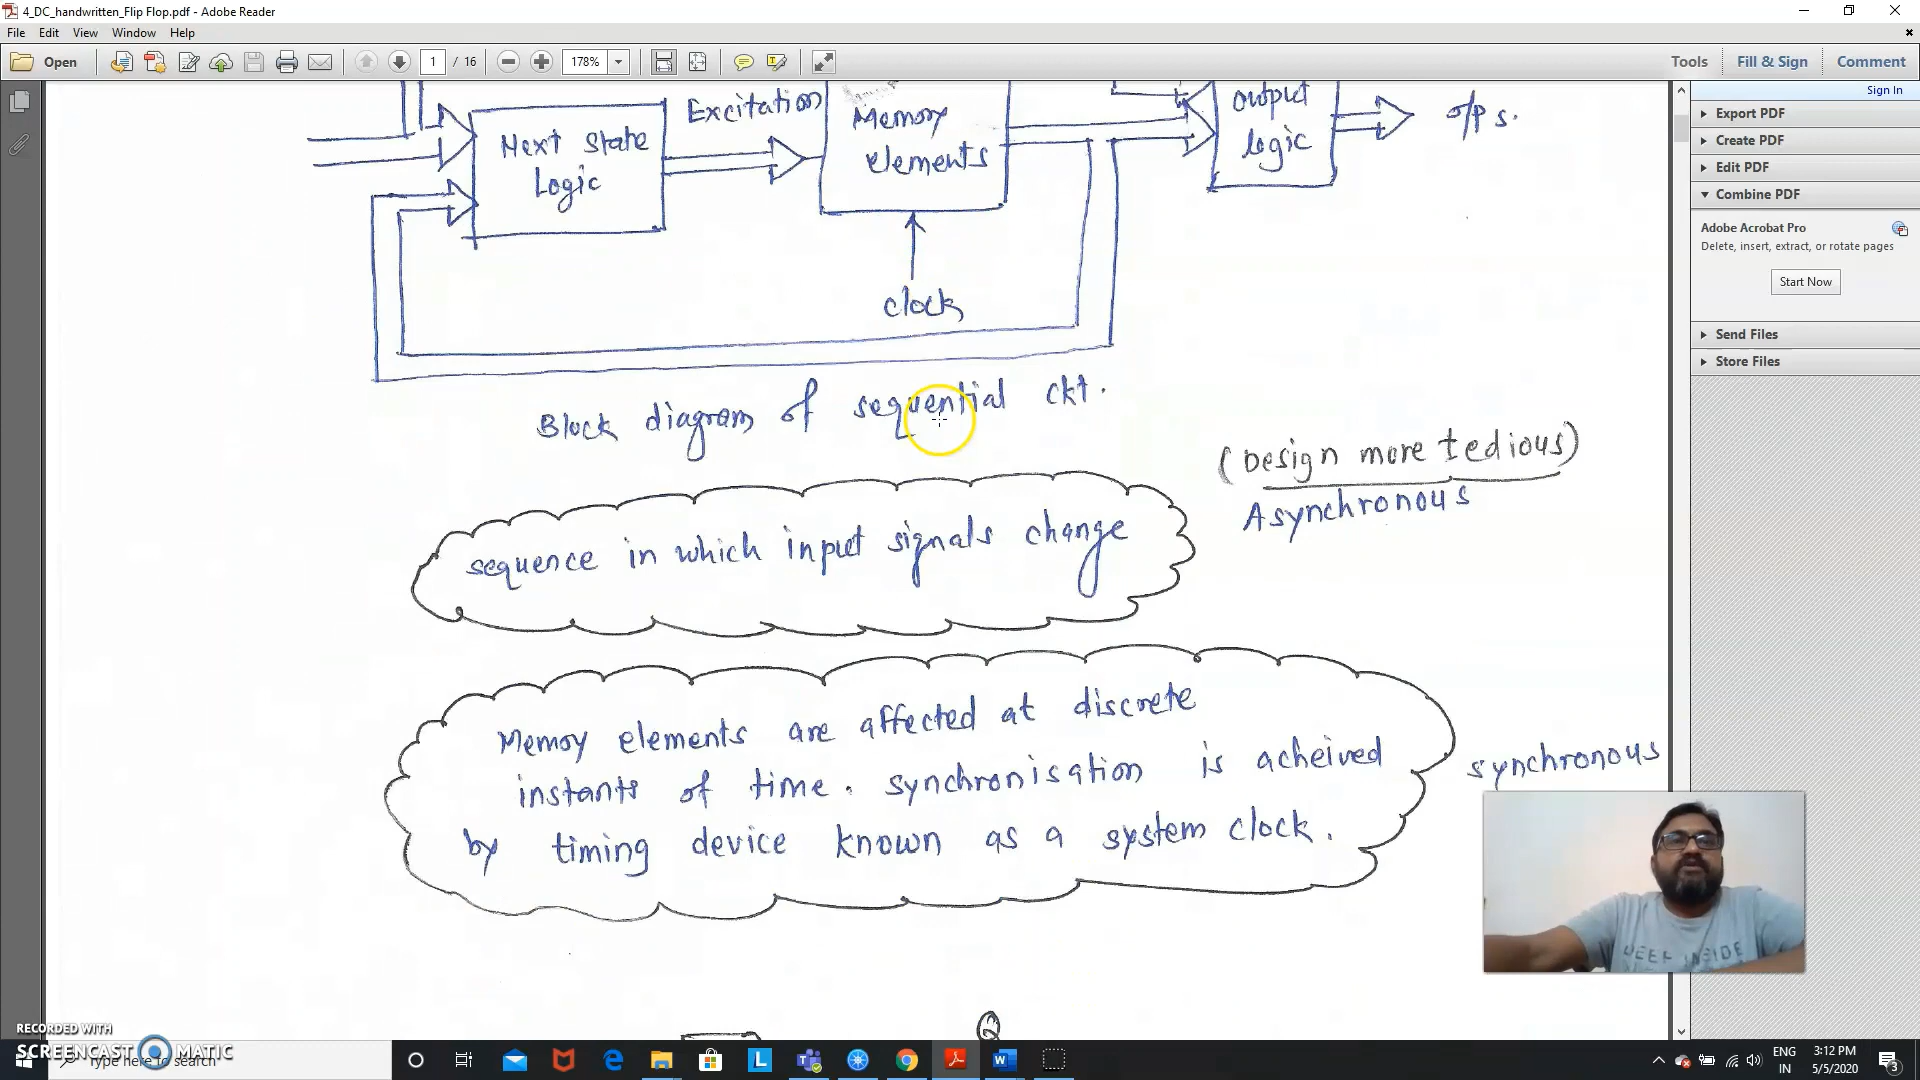 4_DC_handwritten_Flip Flop.pdf - Adobe Reader
File Edit View Window Help
Open 1 / 16 178% Tools Fill & Sign Comment
Sign In
Export PDF
Create PDF
Edit PDF
Combine PDF
Adobe Acrobat Pro
Delete, insert, extract, or rotate pages
Start Now
Send Files
Store Files
Next State
Logic
Excitation
Memory
elements
output
logic
o/p s.
clock
Block diagram of sequential ckt.
(Design more tedious)
Asynchronous
sequence in which input signals change
Memoy elements are affected at discrete
instants of time. synchronisation is acheived
by timing device known as a system clock.
synchronous
DEEP INSIDE
Q
RECORDED WITH
SCREENCAST MATIC
Type here to search
ENG
IN
3:12 PM
5/5/2020
3